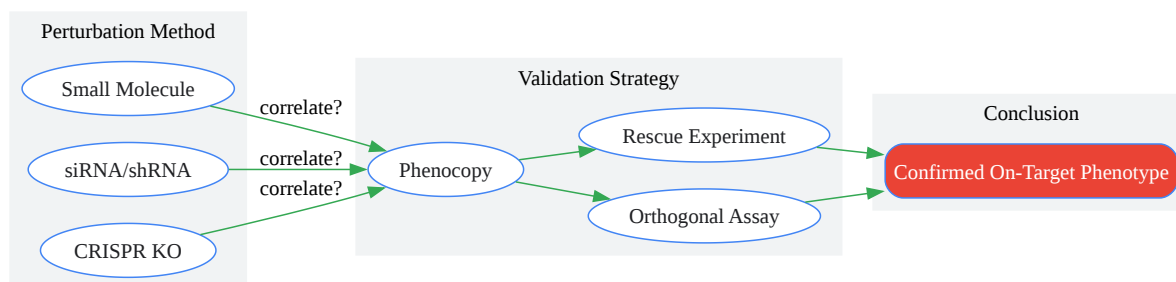 Perturbation Method
Small Molecule
siRNA/shRNA
CRISPR KO
correlate?
correlate?
correlate?
Validation Strategy
Phenocopy
Rescue Experiment
Orthogonal Assay
Conclusion
Confirmed On-Target Phenotype